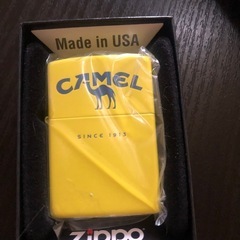 Made in USA
CAMEL
SINCE 1913
zippo